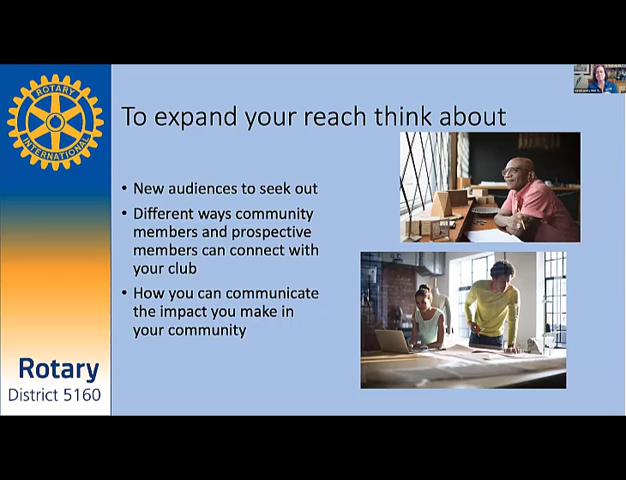 ROTARY
INTERNATIONAL
To expand your reach think about
• New audiences to seek out
• Different ways community
members and prospective
members can connect with
your club
• How you can communicate
the impact you make in
your community
Rotary
District 5160